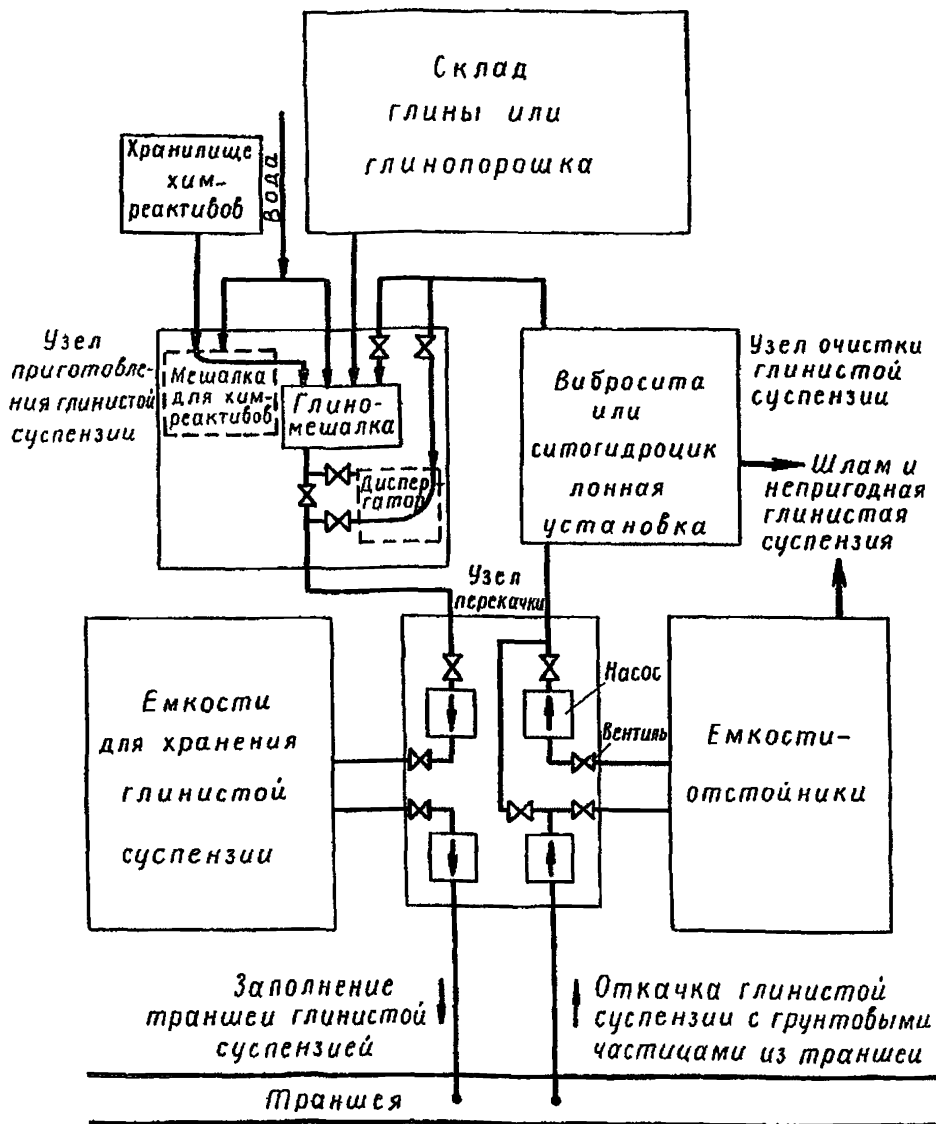 Склад
глины или
глинопорошка
Хранилище
хим-
реактивов
Вода
Узел
приготовле-
ния глинистой
суспензии
Мешалка
для хим-
реактивов
Глино-
мешалка
Диспер-
гатор
Вибросита
или
ситогидроцик
лонная
установка
Узел очистки
глинистой
суспензии
Шлам и
непригодная
глинистая
суспензия
Узел
перекачки
Емкости
для хранения
глинистой
суспензии
Насос
Вентиль
Емкости-
отстойники
Заполнение
траншеи глинистой
суспензией
Откачка глинистой
суспензии с грунтовыми
частицами из траншеи
Траншея